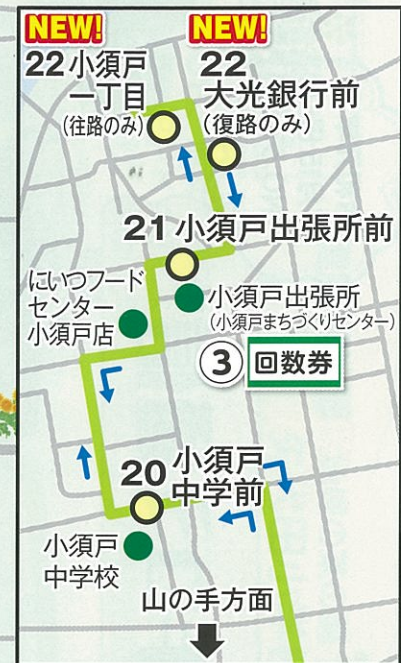 NEW!
22 小須戸
一丁目
(往路のみ)
NEW!
22
大光銀行前
(復路のみ)
21 小須戸出張所前
にいつフード
センター
小須戸店
小須戸出張所
(小須戸まちづくりセンター)
③ 回数券
20 小須戸
中学前
小須戸
中学校
山の手方面